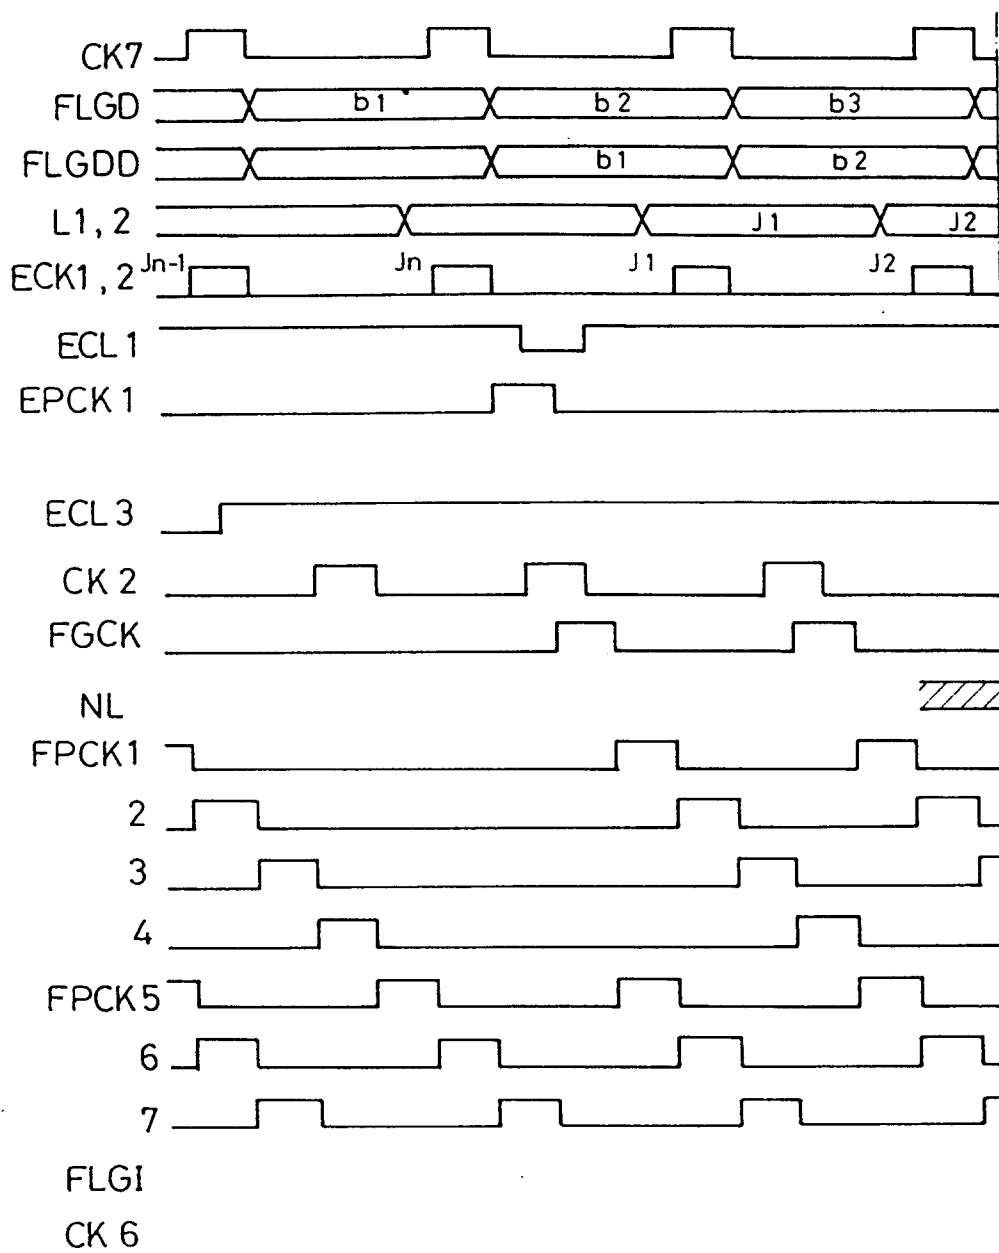 CK7
FLGD b1 b2 b3
FLGDD b1 b2
L1,2 J1 J2
ECK1,2 Jn-1 Jn J1 J2
ECL1
EPCK1
ECL3
CK2
FGCK
NL
FPCK1
2
3
4
FPCK5
6
7
FLGI
CK6